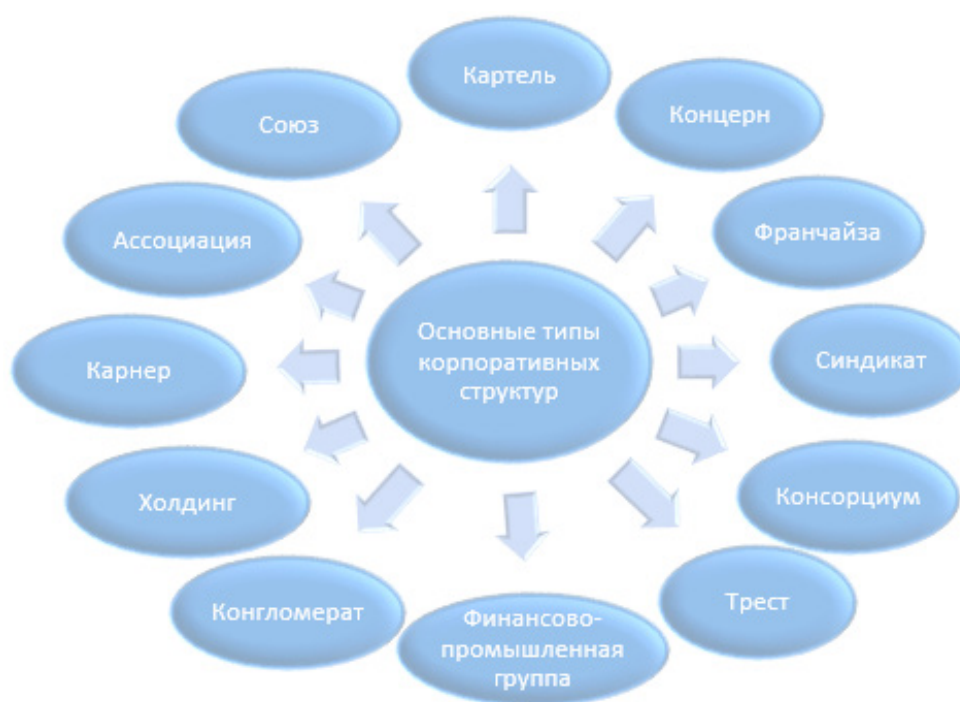 Картель
Концерн
Союз
Франчайза
Ассоциация
Основные типы
корпоративных
структур
Карнер
Синдикат
Холдинг
Консорциум
Конгломерат
Трест
Финансово-
промышленная
группа